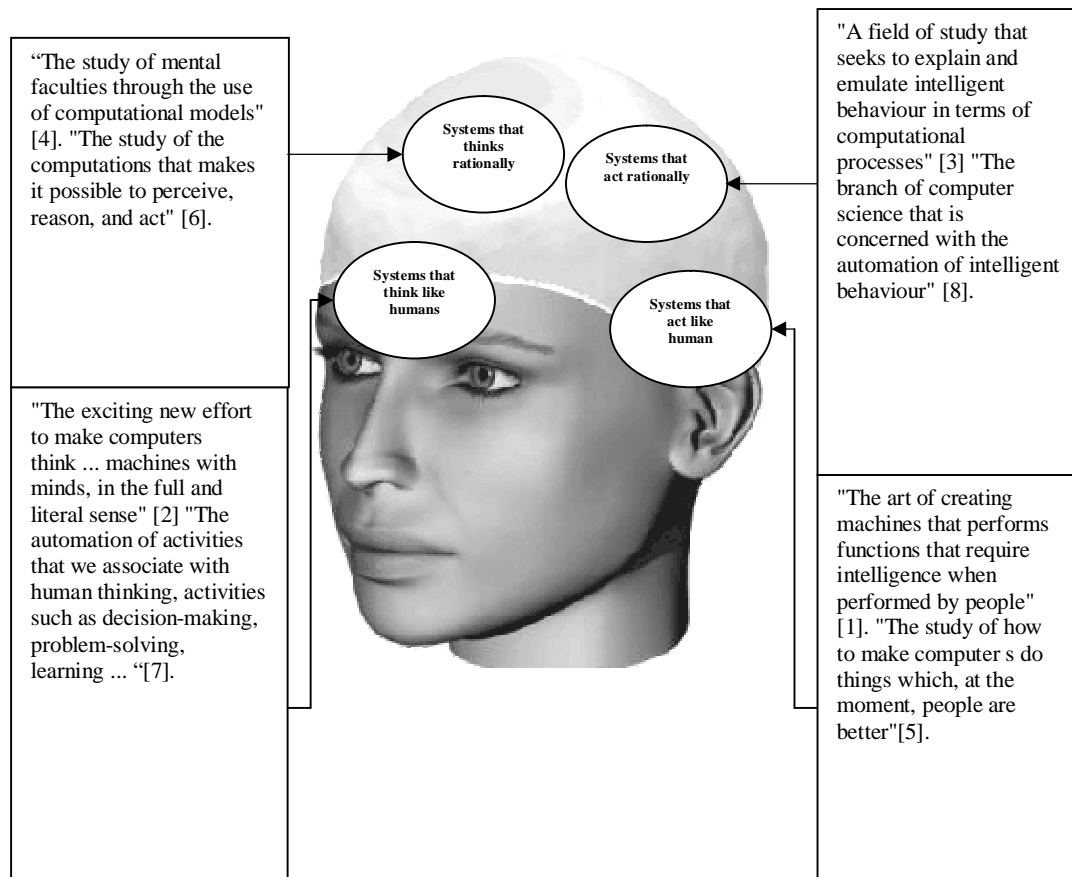 “The study of mental
faculties through the use
of computational models"
[4]. "The study of the
computations that makes
it possible to perceive,
reason, and act" [6].
"The exciting new effort
to make computers
think ... machines with
minds, in the full and
literal sense" [2] "The
automation of activities
that we associate with
human thinking, activities
such as decision-making,
problem-solving,
learning ... “[7].
Systems that
thinks
rationally
Systems that
act rationally
Systems that
think like
humans
Systems that
act like
human
"A field of study that
seeks to explain and
emulate intelligent
behaviour in terms of
computational
processes" [3] "The
branch of computer
science that is
concerned with the
automation of intelligent
behaviour" [8].
"The art of creating
machines that performs
functions that require
intelligence when
performed by people"
[1]. "The study of how
to make computer s do
things which, at the
moment, people are
better"[5].